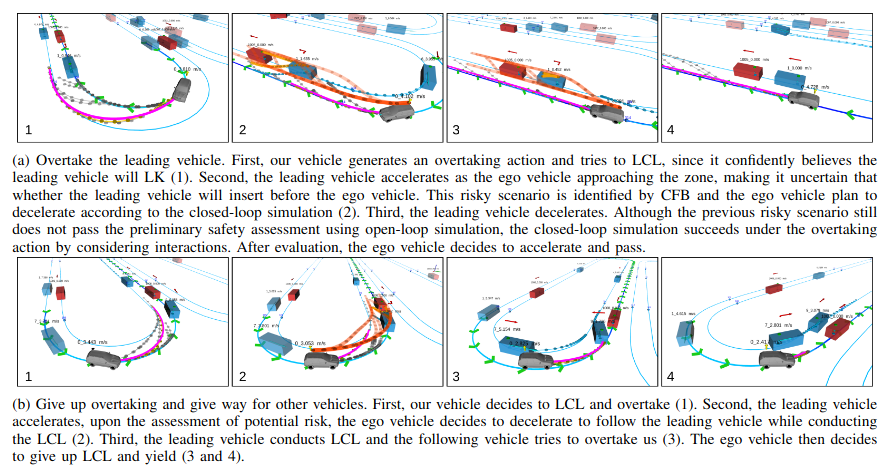 1
2
3
4
(a) Overtake the leading vehicle. First, our vehicle generates an overtaking action and tries to LCL, since it confidently believes the
leading vehicle will LK (1). Second, the leading vehicle accelerates as the ego vehicle approaching the zone, making it uncertain that
whether the leading vehicle will insert before the ego vehicle. This risky scenario is identified by CFB and the ego vehicle plan to
decelerate according to the closed-loop simulation (2). Third, the leading vehicle decelerates. Although the previous risky scenario still
does not pass the preliminary safety assessment using open-loop simulation, the closed-loop simulation succeeds under the overtaking
action by considering interactions. After evaluation, the ego vehicle decides to accelerate and pass.
1
2
3
4
(b) Give up overtaking and give way for other vehicles. First, our vehicle decides to LCL and overtake (1). Second, the leading vehicle
accelerates, upon the assessment of potential risk, the ego vehicle decides to decelerate to follow the leading vehicle while conducting
the LCL (2). Third, the leading vehicle conducts LCL and the following vehicle tries to overtake us (3). The ego vehicle then decides
to give up LCL and yield (3 and 4).